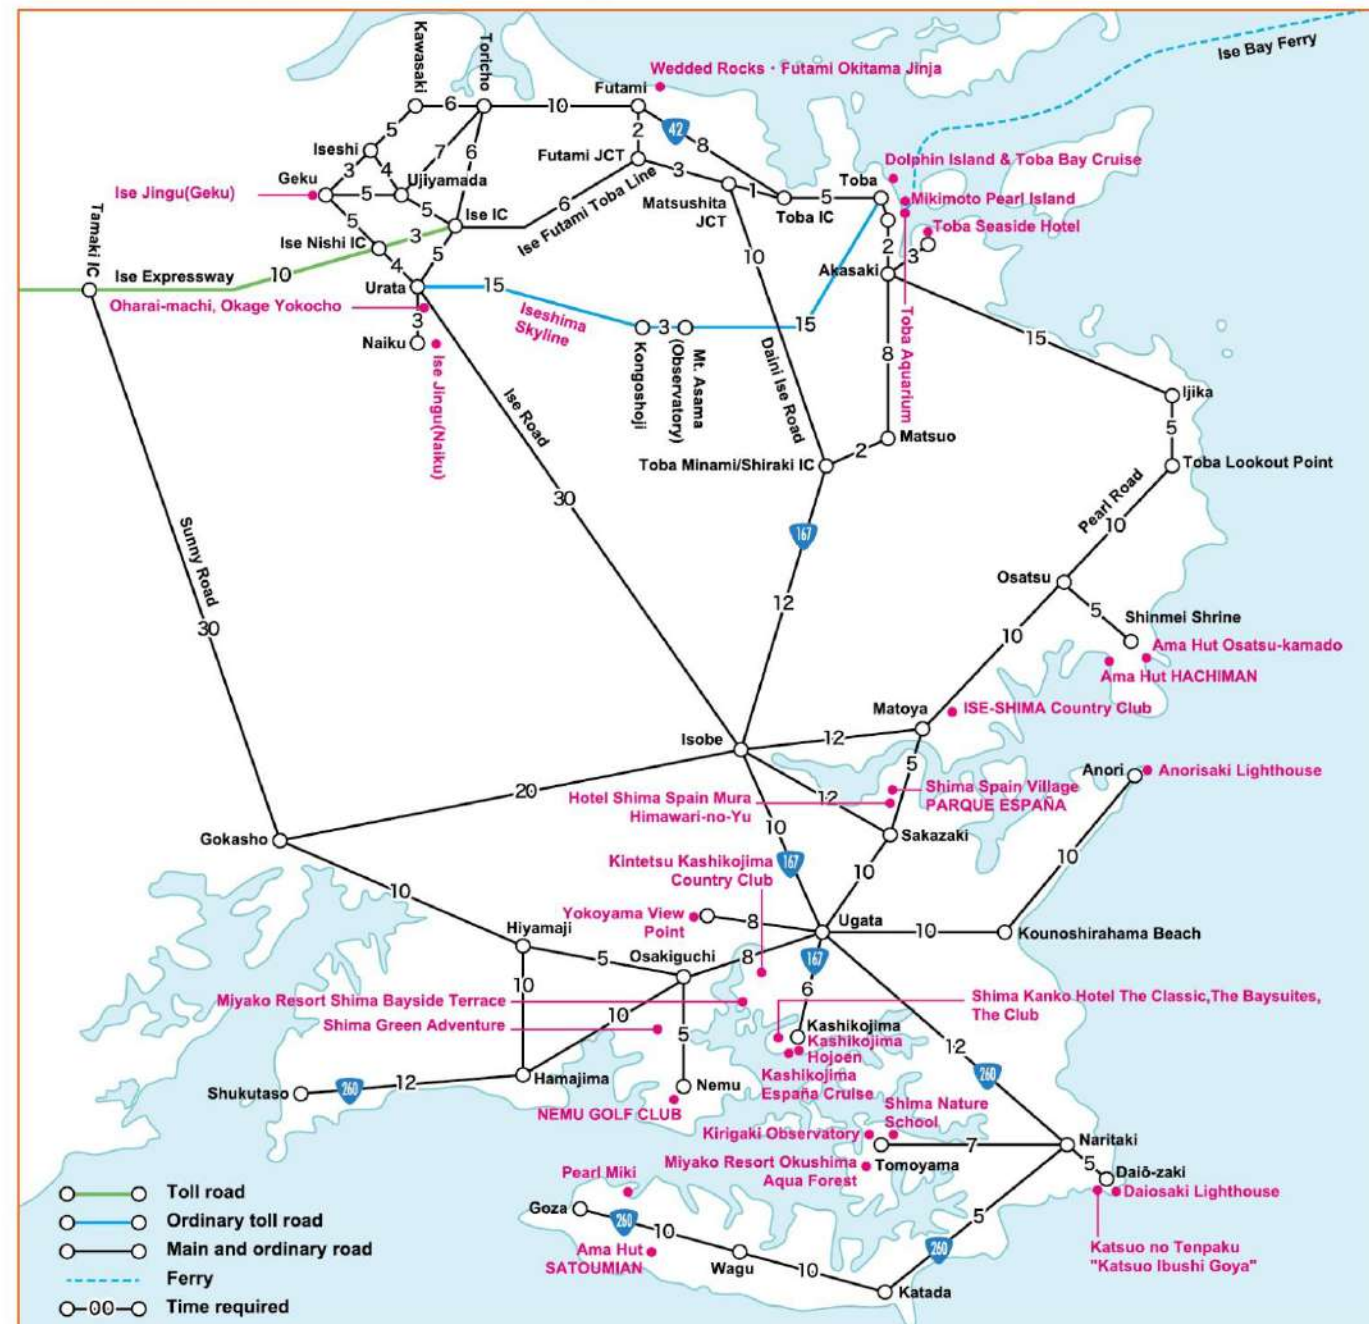 Ise Bay Ferry
Kawasaki
Toricho
Wedded Rocks・Futami Okitama Jinja
Futami
6
10
5
2
42
8
Iseshi
7
6
Futami JCT
3
4
3
Dolphin Island & Toba Bay Cruise
Geku
Ujiyamada
1
5
Toba
Ise Jingu(Geku)
5
5
6
Ise Futami Toba Line
Matsushita
JCT
Toba IC
Mikimoto Pearl Island
Ise IC
Toba Seaside Hotel
5
3
Ise Nishi IC
2
3
Tamaki IC
Ise Expressway
10
4
5
10
Akasaki
Urata
15
Oharai-machi, Okage Yokocho
3
Iseshima
Skyline
3
15
15
Naiku
Ise Jingu(Naiku)
Kongoshoji
Mt. Asama
(Observatory)
Daini Ise Road
8
Toba Aquarium
Ijika
Ise Road
5
Matsuo
2
Toba Minami/Shiraki IC
Toba Lookout Point
30
Pearl Road
10
Sunny Road
167
Osatsu
30
12
5
Shinmei Shrine
10
Ama Hut Osatsu-kamado
Ama Hut HACHIMAN
Matoya
ISE-SHIMA Country Club
Isobe
12
5
Anori
Anorisaki Lighthouse
20
Hotel Shima Spain Mura
Himawari-no-Yu
12
Shima Spain Village
PARQUE ESPAÑA
10
Sakazaki
Gokasho
10
Kintetsu Kashikojima
Country Club
167
10
10
Yokoyama View
Point
8
Ugata
10
Kounoshirahama Beach
Hiyamaji
5
Osakiguchi
8
167
10
6
Miyako Resort Shima Bayside Terrace
Shima Kanko Hotel The Classic,The Baysuites,
The Club
Shima Green Adventure
10
5
Kashikojima
Kashikojima
Hojoen
12
Hamajima
260
Shukutaso
260
12
Nemu
Kashikojima
España Cruise
NEMU GOLF CLUB
Shima Nature
School
Kirigaki Observatory
7
Naritaki
Miyako Resort Okushima
Aqua Forest
Tomoyama
5
Daiō-zaki
Pearl Miki
Daiosaki Lighthouse
Goza
260
10
5
Ama Hut
SATOUMIAN
Wagu
10
260
Katsuo no Tenpaku
"Katsuo Ibushi Goya"
Katada
Toll road
Ordinary toll road
Main and ordinary road
Ferry
00 Time required